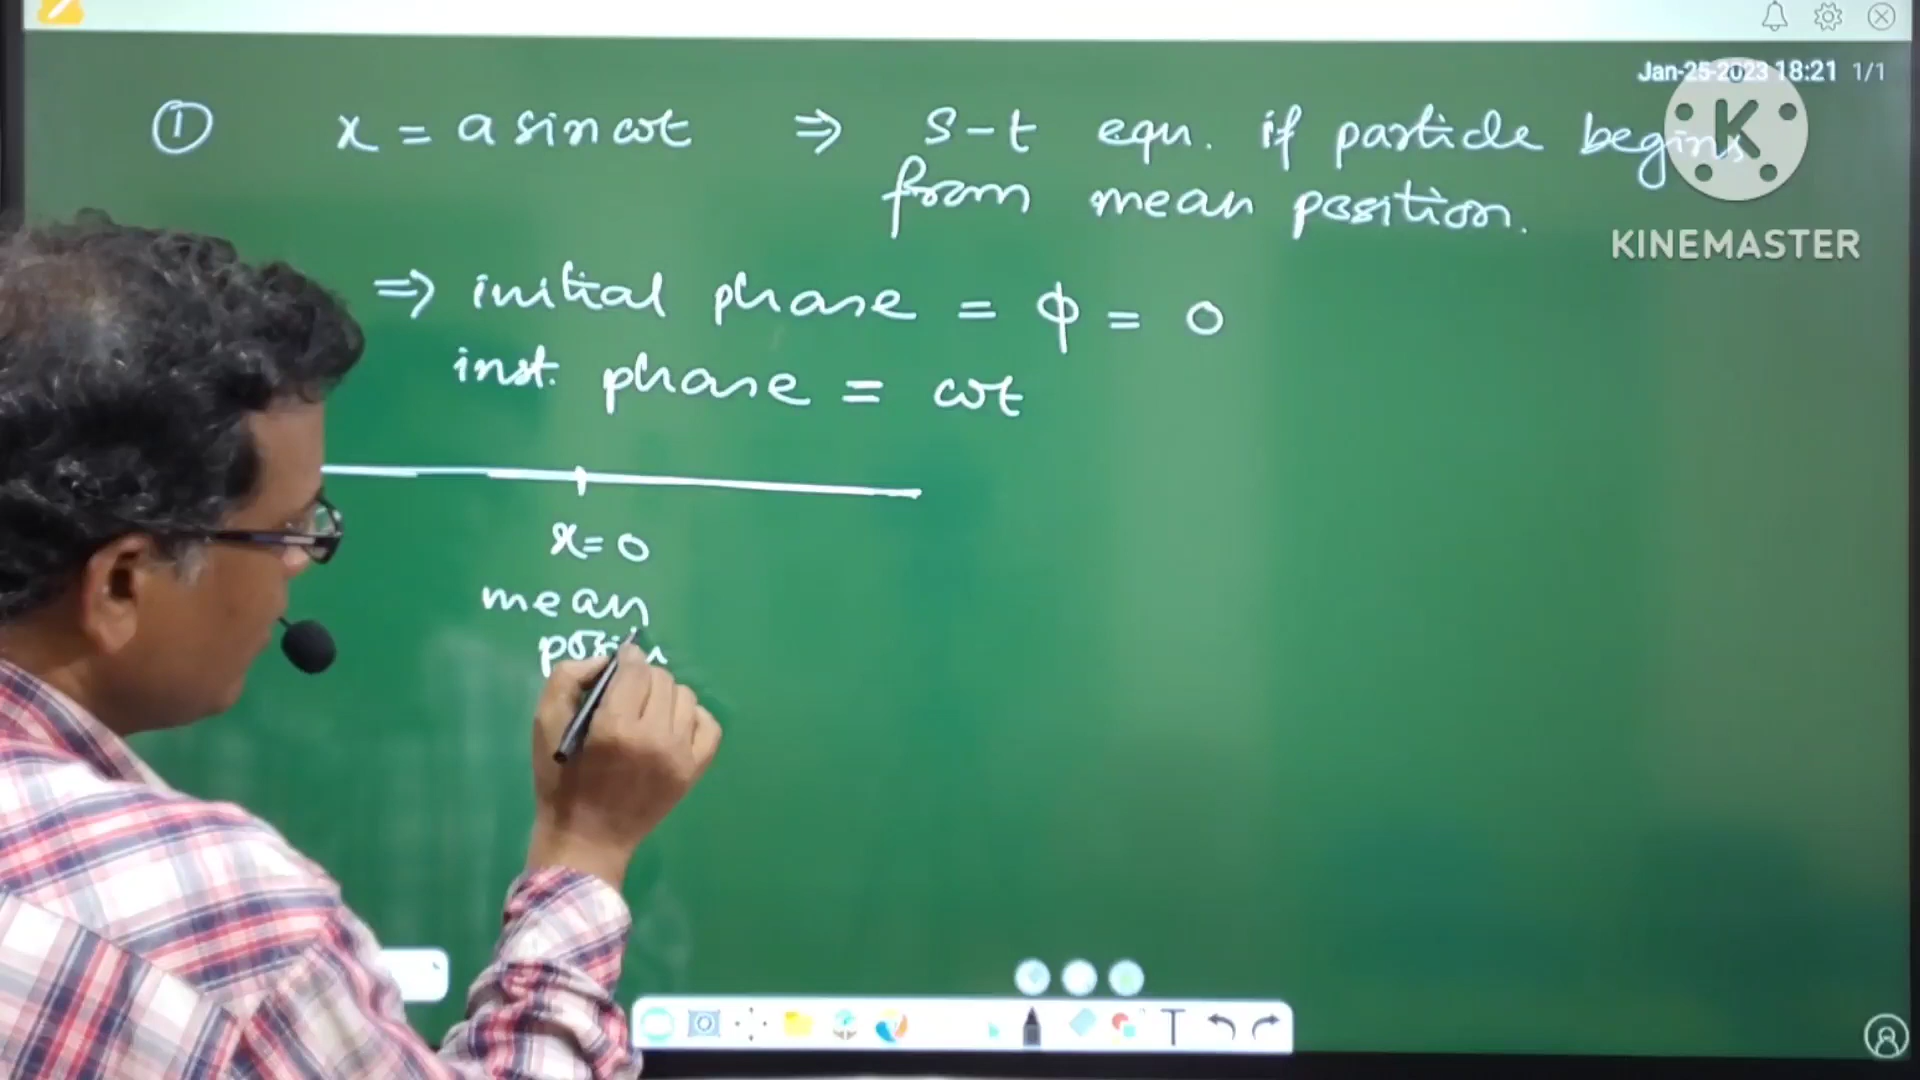 Jan-25-2023 18:21 1/1
① x = a sin ωt ⇒ S-t equn. if particle begins
from mean position.
KINEMASTER
⇒ initial phase = ϕ = 0
inst. phase = ωt
x = 0
mean
T